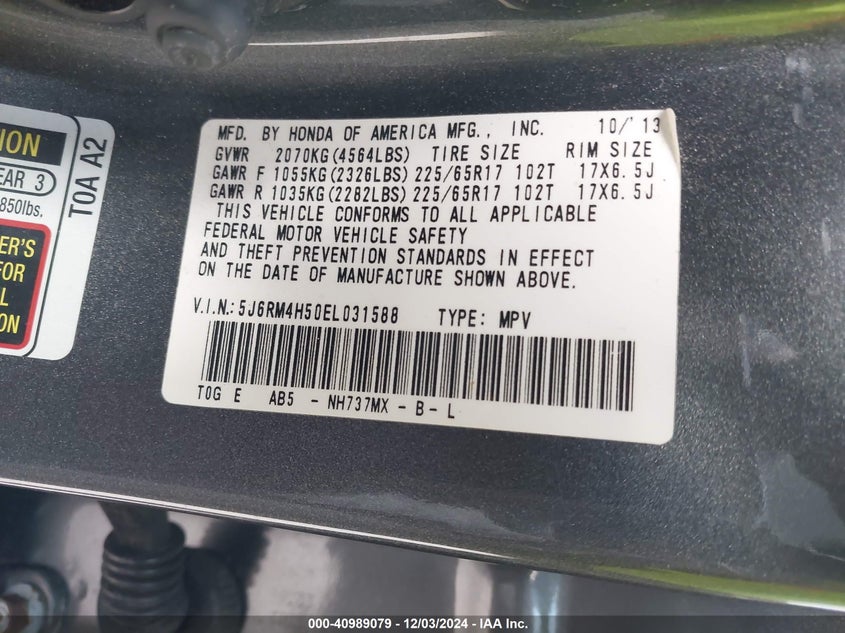 ION
EAR 3
850lbs.
ER'S
FOR
L
ION
T0A A2
MFD. BY HONDA OF AMERICA MFG., INC. 10/'13
GVWR 2070KG(4564LBS) TIRE SIZE RIM SIZE
GAWR F 1055KG(2326LBS) 225/65R17 102T 17X6.5J
GAWR R 1035KG(2282LBS) 225/65R17 102T 17X6.5J
THIS VEHICLE CONFORMS TO ALL APPLICABLE
FEDERAL MOTOR VEHICLE SAFETY
AND THEFT PREVENTION STANDARDS IN EFFECT
ON THE DATE OF MANUFACTURE SHOWN ABOVE.
V.I.N.: 5J6RM4H50EL031588 TYPE: MPV
T0G E AB5 - NH737MX - B - L
000-40989079 - 12/03/2024 - IAA Inc.